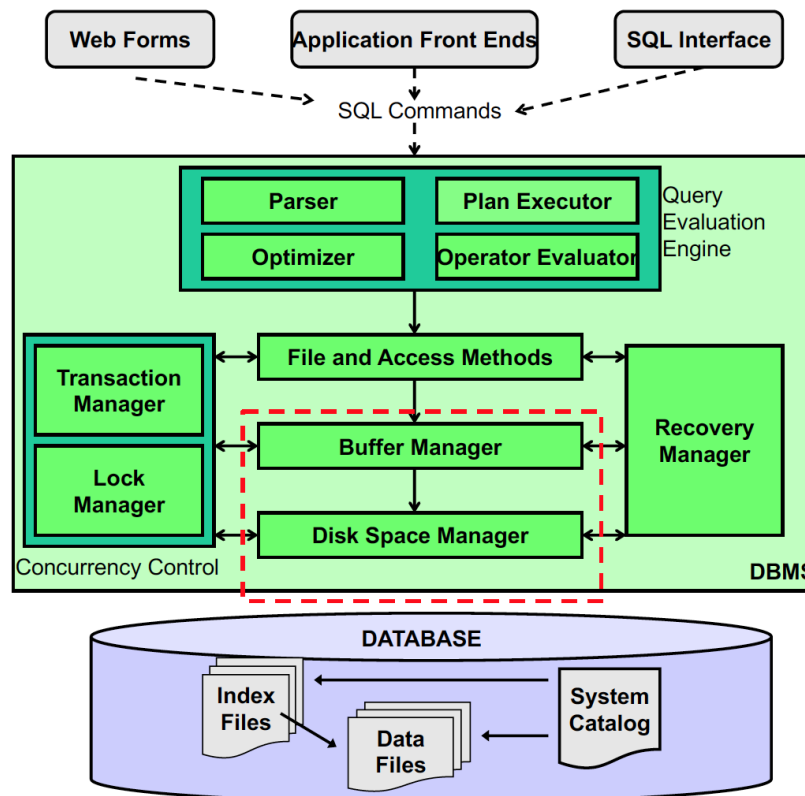 Web Forms
Application Front Ends
SQL Interface
SQL Commands
Parser
Plan Executor
Query
Evaluation
Engine
Optimizer
Operator Evaluator
File and Access Methods
Transaction
Manager
Buffer Manager
Recovery
Manager
Lock
Manager
Disk Space Manager
Concurrency Control
DBMS
DATABASE
Index
Files
Data
Files
System
Catalog